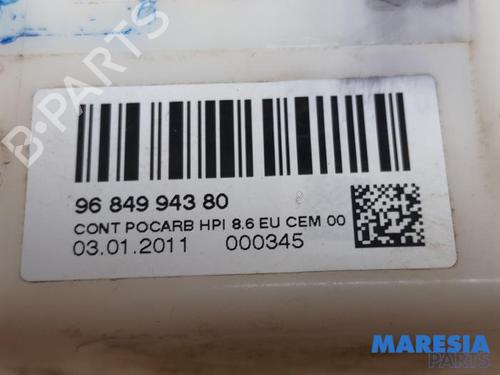 B-PARTS
96 849 943 80
CONT POCARB HPI 8.6 EU CEM 00
03.01.2011 000345
MARESIA
PARTS